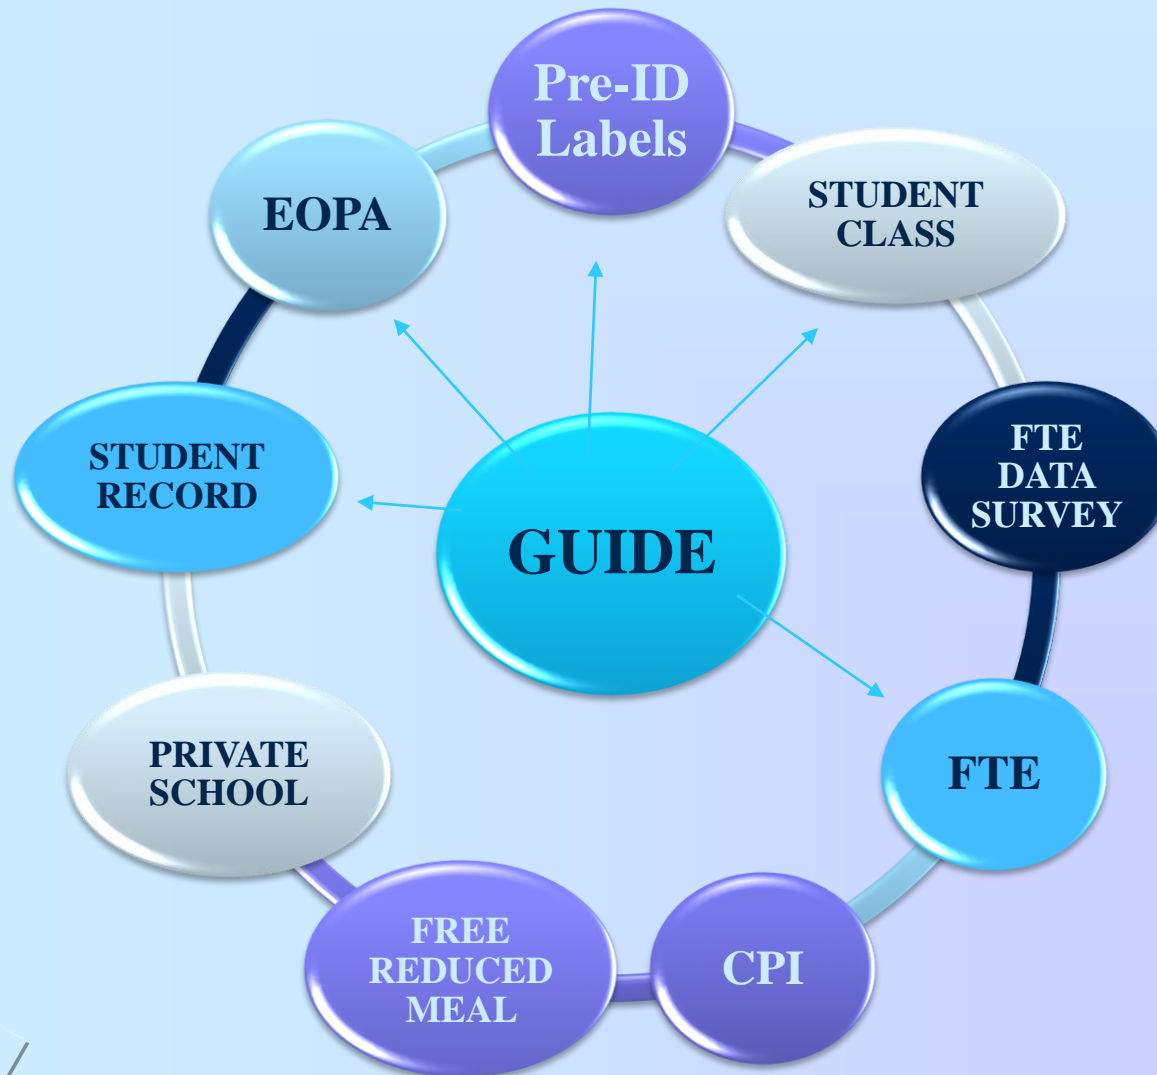 Pre-ID
Labels
STUDENT
CLASS
EOPA
FTE
DATA
SURVEY
STUDENT
RECORD
GUIDE
PRIVATE
SCHOOL
FTE
FREE
REDUCED
MEAL
CPI